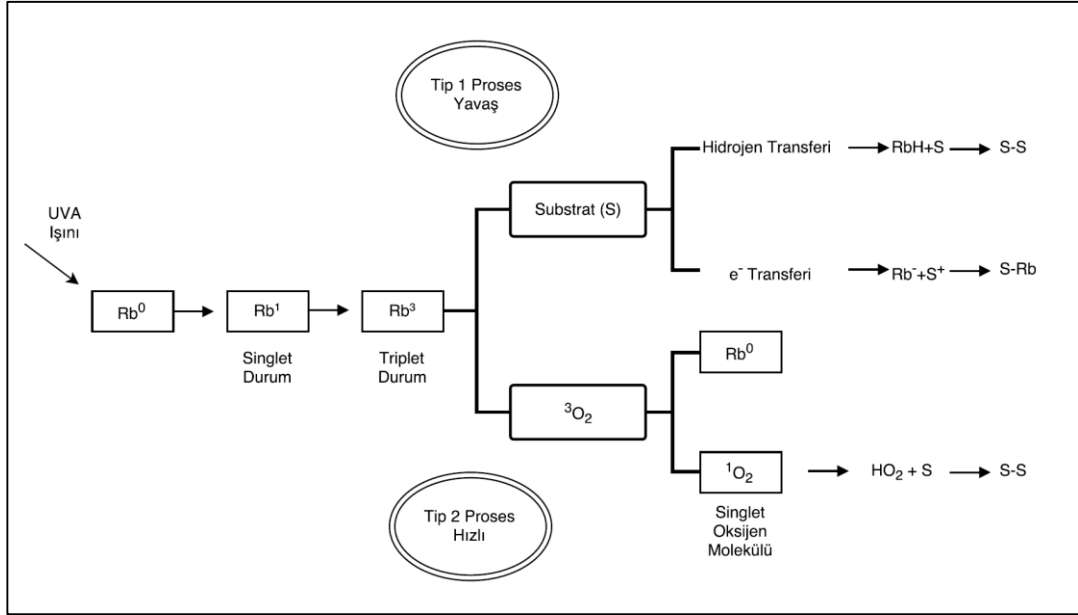 Tip 1 Proses
Yavaş
Hidrojen Transferi
RbH+S
S-S
Substrat (S)
UVA
Işını
e⁻ Transferi
Rb⁻+S⁺
S-Rb
Rb⁰
Rb¹
Rb³
Singlet
Durum
Triplet
Durum
Rb⁰
³O₂
¹O₂
HO₂ + S
S-S
Tip 2 Proses
Hızlı
Singlet
Oksijen
Molekülü